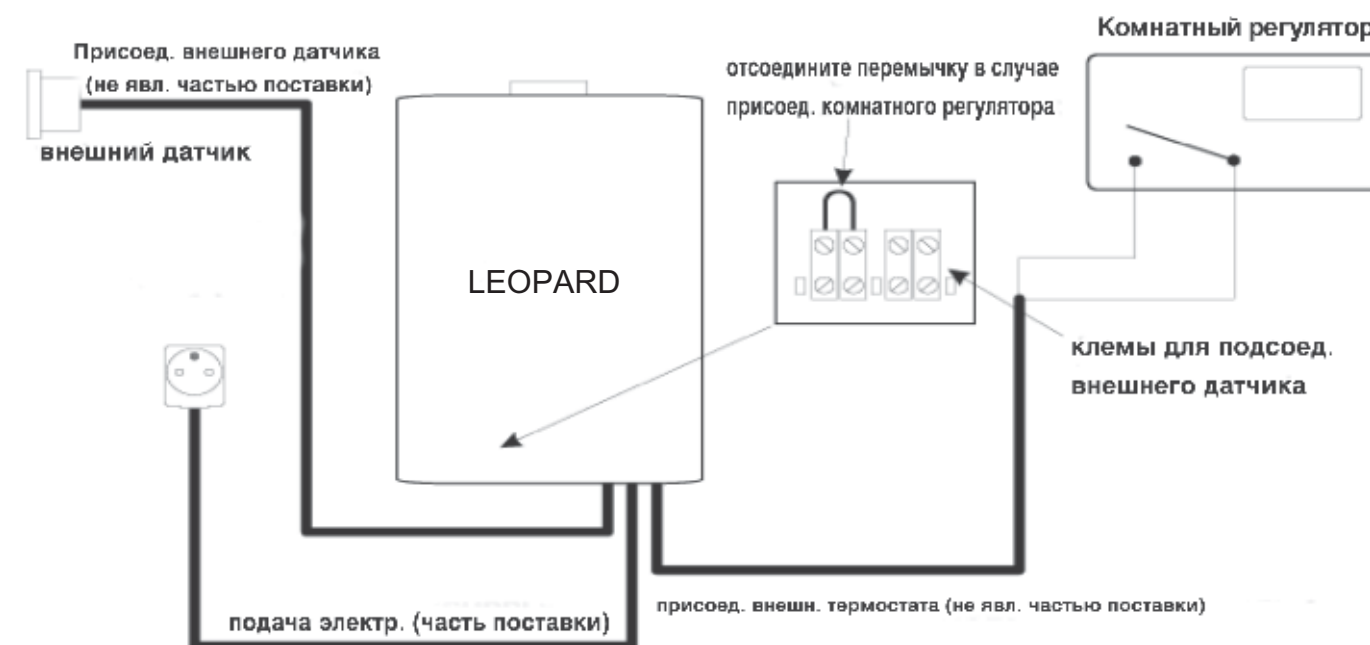 Комнатный регулятор
Присоед. внешнего датчика
(не явл. частью поставки)
внешний датчик
отсоедините перемычку в случае
присоед. комнатного регулятора
LEOPARD
клемы для подсоед.
внешнего датчика
присоед. внешн. термостата (не явл. частью поставки)
подача электр. (часть поставки)